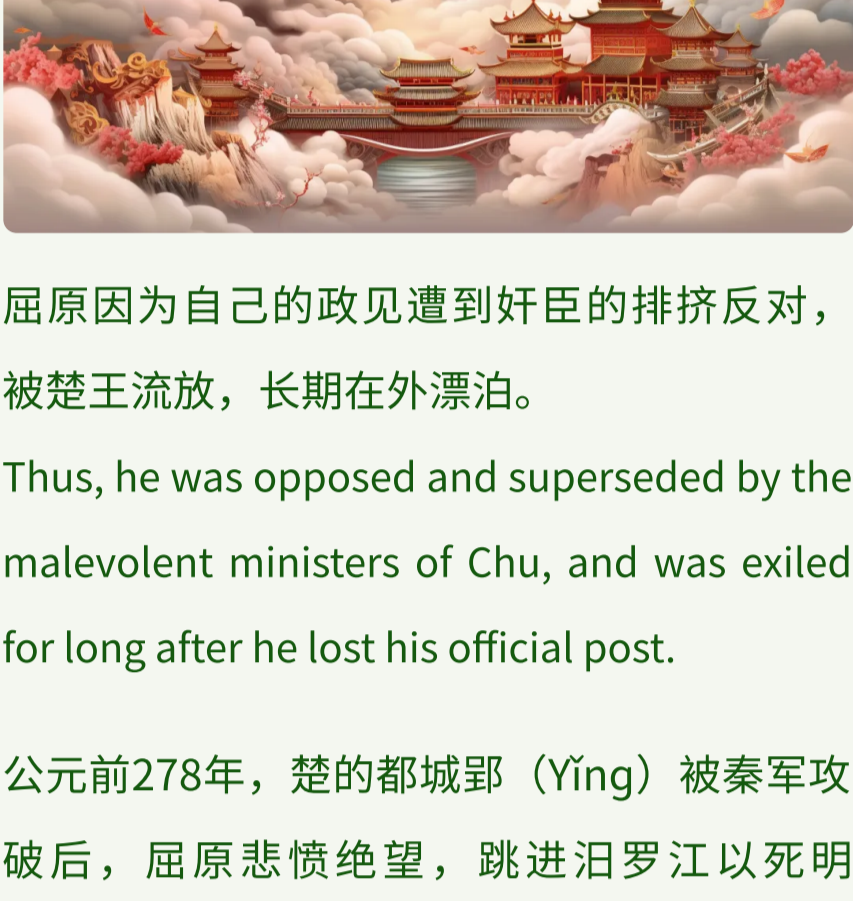 屈原因为自己的政见遭到奸臣的排挤反对，
被楚王流放，长期在外漂泊。
Thus, he was opposed and superseded by the
malevolent ministers of Chu, and was exiled
for long after he lost his official post.
公元前278年，楚的都城郢（Yǐng）被秦军攻
破后，屈原悲愤绝望，跳进汨罗江以死明